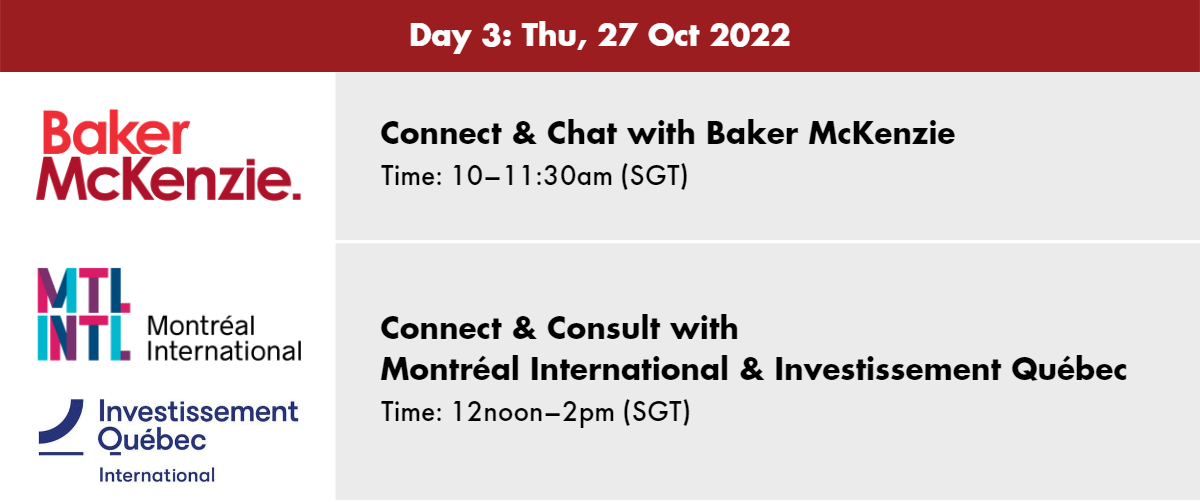 Day 3: Thu, 27 Oct 2022
Baker
McKenzie.
Connect & Chat with Baker McKenzie
Time: 10–11:30am (SGT)
MTL
INTL
Montréal
International
Investissement
Québec
International
Connect & Consult with
Montréal International & Investissement Québec
Time: 12noon–2pm (SGT)